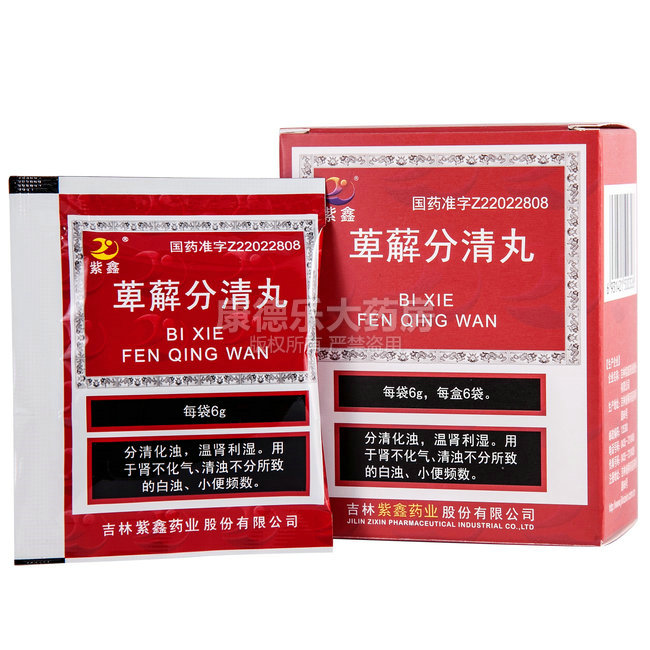 紫鑫
®
国药准字Z22022808
萆薢分清丸
BI XIE
FEN QING WAN
每袋6g
分清化浊，温肾利湿。用
于肾不化气、清浊不分所致
的白浊、小便频数。
吉林紫鑫药业股份有限公司
紫鑫
®
国药准字Z22022808
萆薢分清丸
BI XIE
FEN QING WAN
每袋6g，每盒6袋。
分清化浊，温肾利湿。用
于肾不化气、清浊不分所致
的白浊、小便频数。
吉林紫鑫药业股份有限公司
JILIN ZIXIN PHARMACEUTICAL INDUSTRIAL CO.,LTD
康德乐大药房
版权所有 严禁盗用